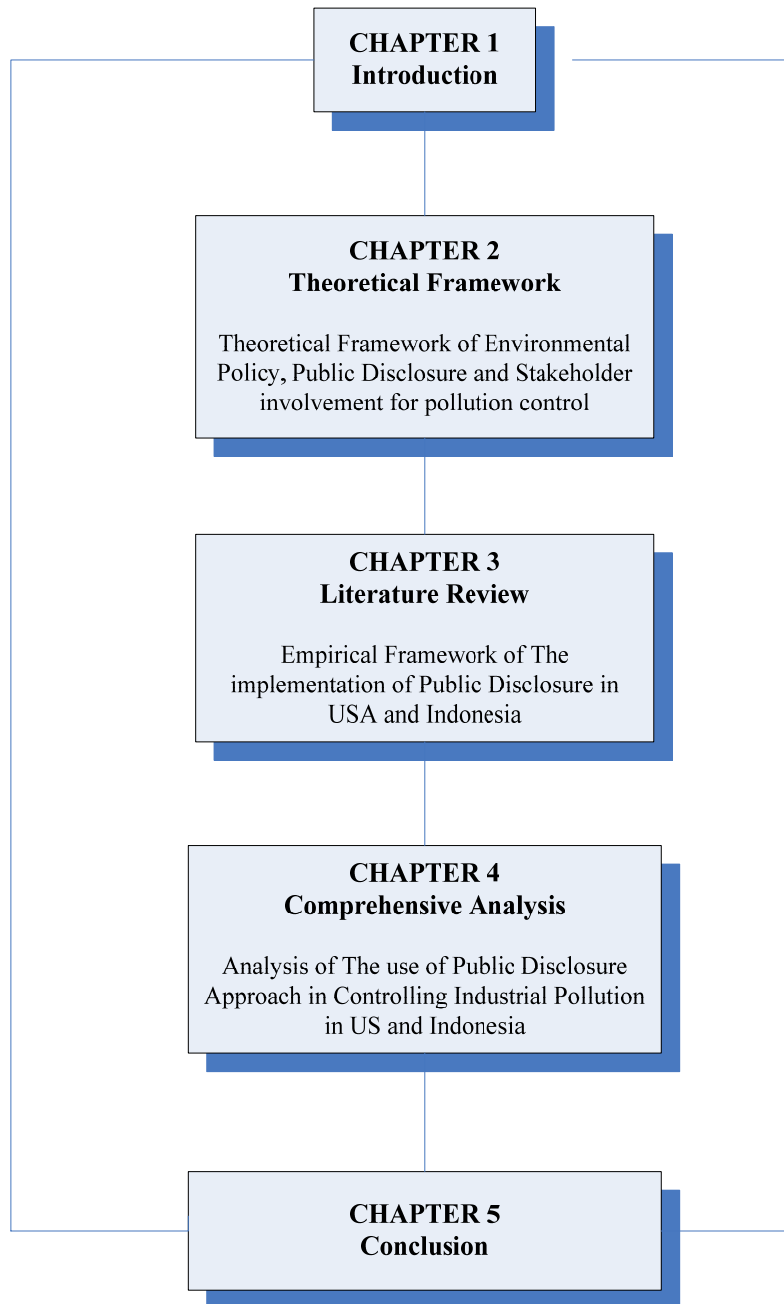 CHAPTER 1
Introduction
CHAPTER 2
Theoretical Framework
Theoretical Framework of Environmental
Policy, Public Disclosure and Stakeholder
involvement for pollution control
CHAPTER 3
Literature Review
Empirical Framework of The
implementation of Public Disclosure in
USA and Indonesia
CHAPTER 4
Comprehensive Analysis
Analysis of The use of Public Disclosure
Approach in Controlling Industrial Pollution
in US and Indonesia
CHAPTER 5
Conclusion